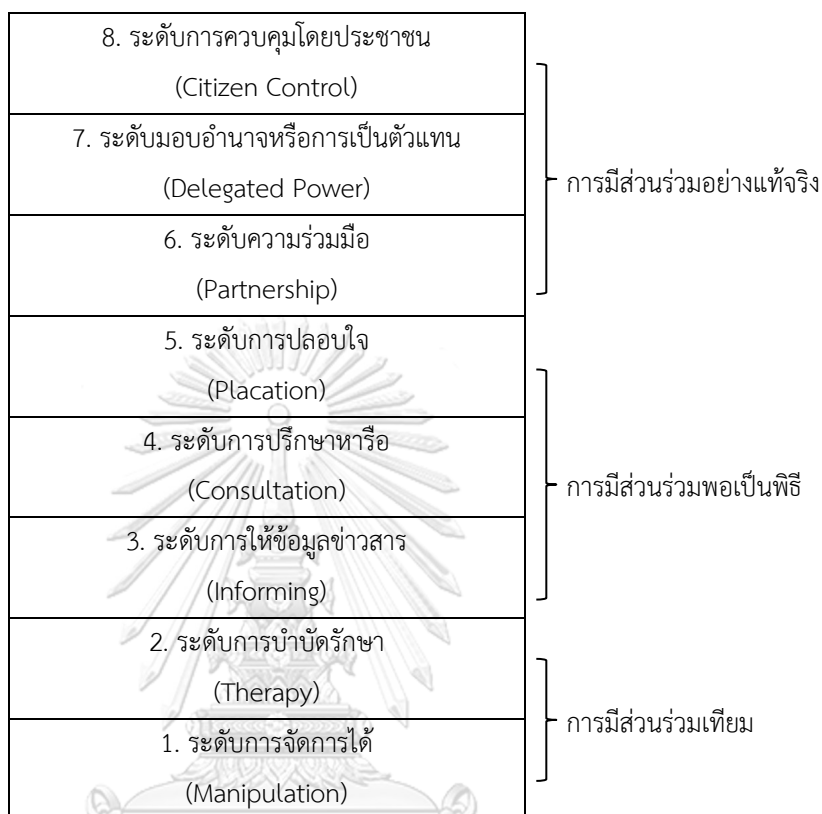 8. ระดับการควบคุมโดยประชาชน
(Citizen Control)
7. ระดับมอบอำนาจหรือการเป็นตัวแทน
(Delegated Power)
การมีส่วนร่วมอย่างแท้จริง
6. ระดับความร่วมมือ
(Partnership)
5. ระดับการปลอบใจ
(Placation)
4. ระดับการปรึกษาหารือ
(Consultation)
การมีส่วนร่วมพอเป็นพิธี
3. ระดับการให้ข้อมูลข่าวสาร
(Informing)
2. ระดับการบำบัดรักษา
(Therapy)
การมีส่วนร่วมเทียม
1. ระดับการจัดการได้
(Manipulation)